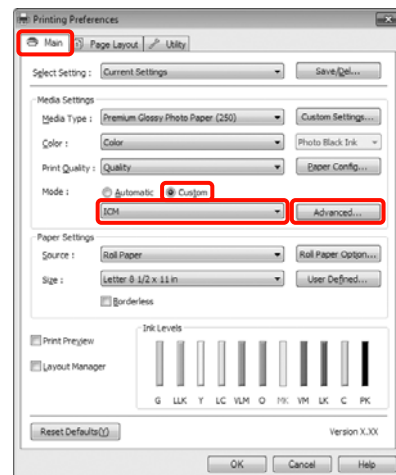 Printing Preferences
Main Page Layout Utility
Select Setting : Current Settings Save/Del...
Media Settings
Media Type : Premium Glossy Photo Paper (250) Custom Settings...
Color : Color Photo Black Ink
Print Quality : Quality Paper Config...
Mode : Automatic Custom
ICM Advanced...
Paper Settings
Source : Roll Paper Roll Paper Option...
Size : Letter 8 1/2 x 11 in User Defined...
Borderless
Ink Levels
Print Preview
Layout Manager
G LLK Y LC VLM O MK VM LK C PK
Reset Defaults(Y) Version X.XX
OK Cancel Help